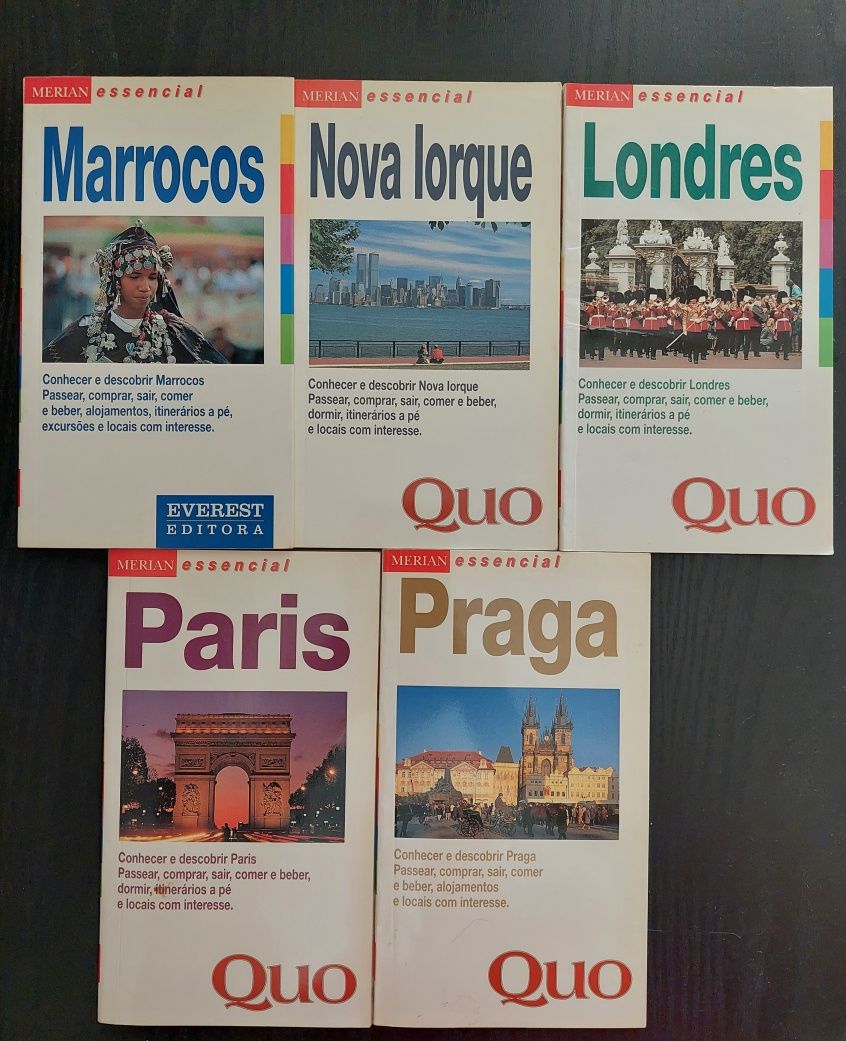 MERIAN essencial
Marrocos
Conhecer e descobrir Marrocos
Passear, comprar, sair, comer
e beber, alojamentos, itinerários a pé,
excursões e locais com interesse.
EVEREST
EDITORA
MERIAN essencial
Nova Iorque
Conhecer e descobrir Nova Iorque
Passear, comprar, sair, comer e beber,
dormir, itinerários a pé
e locais com interesse.
Quo
MERIAN essencial
Londres
Conhecer e descobrir Londres
Passear, comprar, sair, comer e beber,
dormir, itinerários a pé
e locais com interesse.
Quo
MERIAN essencial
Paris
Conhecer e descobrir Paris
Passear, comprar, sair, comer e beber,
dormir, itinerários a pé
e locais com interesse.
Quo
MERIAN essencial
Praga
Conhecer e descobrir Praga
Passear, comprar, sair, comer
e beber, alojamentos
e locais com interesse.
Quo